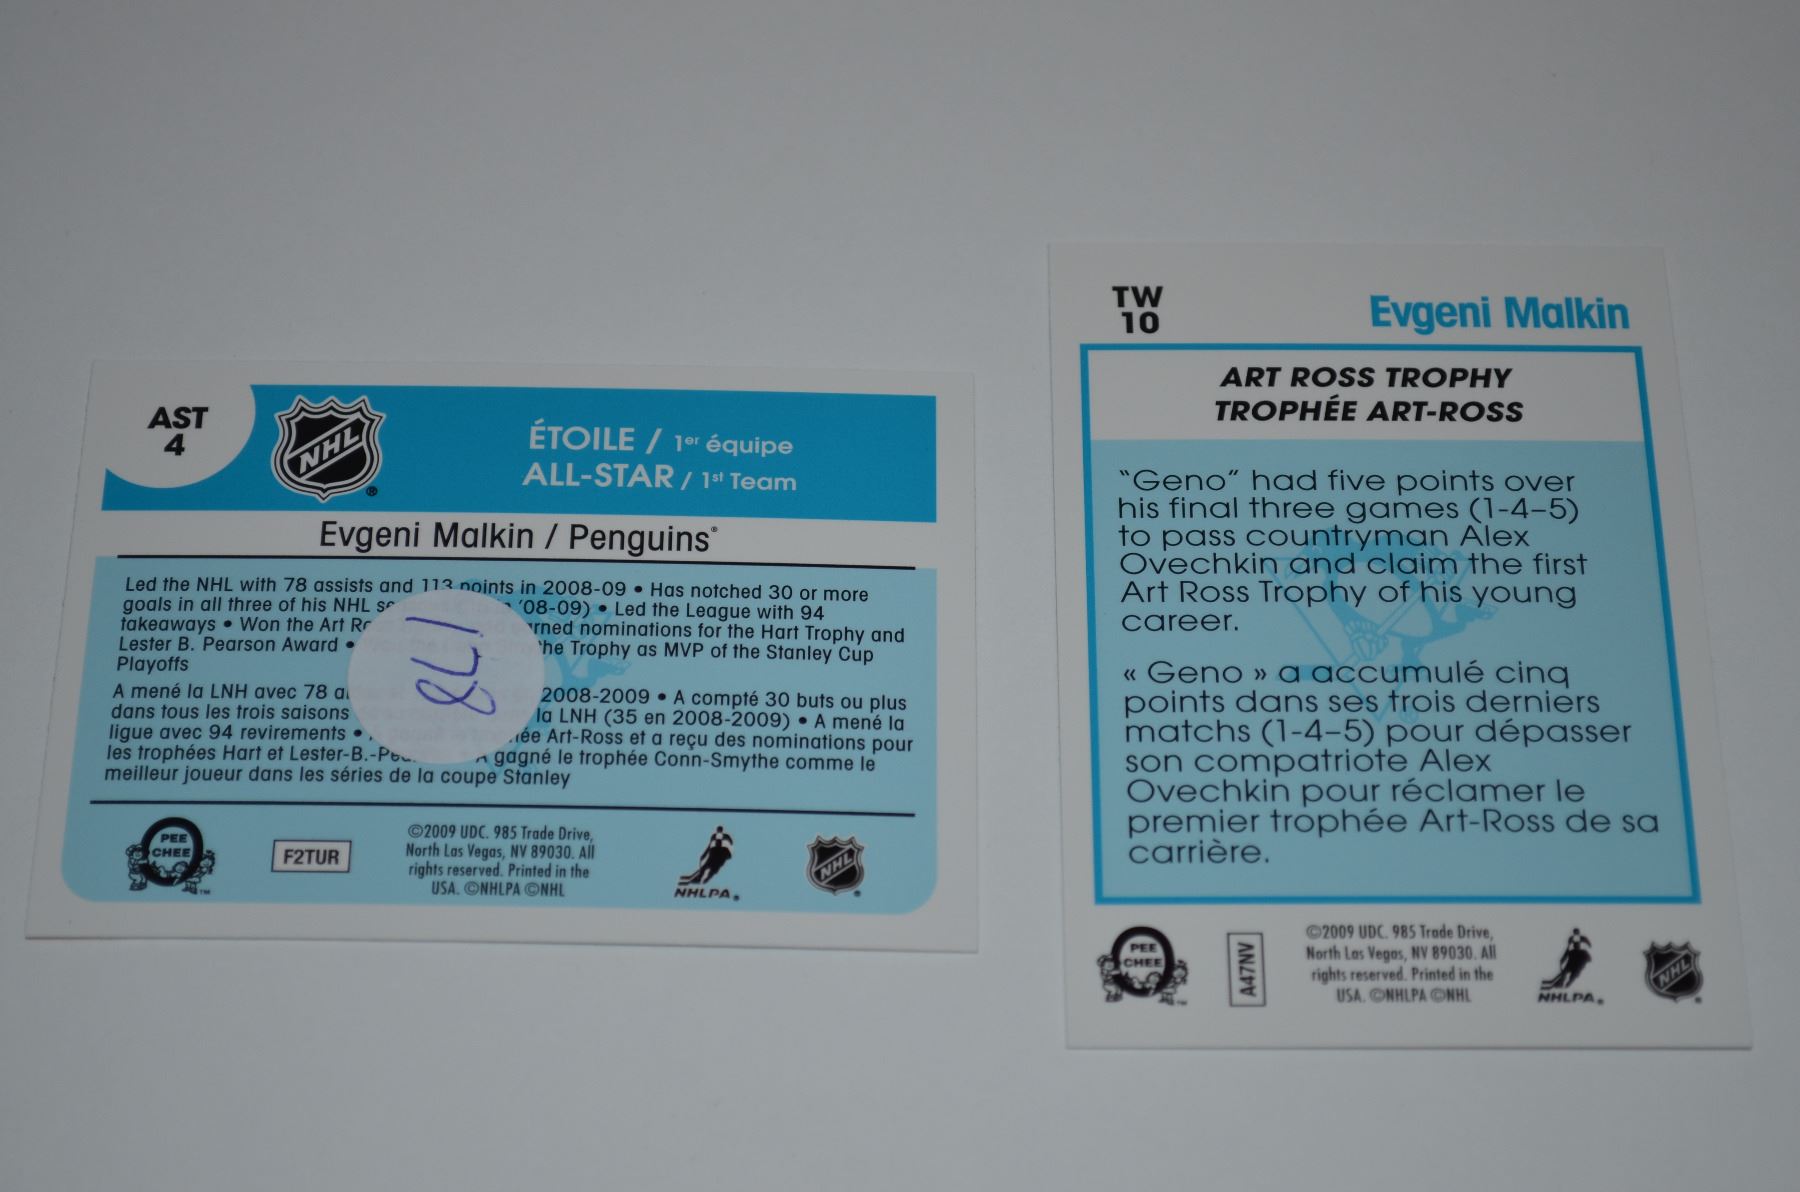 AST
4
NHL
ÉTOILE / 1er équipe
ALL-STAR / 1st Team
Evgeni Malkin / Penguins
Led the NHL with 78 assists and 113 points in 2008-09 • Has notched 30 or more
goals in all three of his NHL '08-09) • Led the League with 94
takeaways • Won the Art nominations for the Hart Trophy and
Lester B. Pearson Award • Trophy as MVP of the Stanley Cup
Playoffs
A mené la LNH avec 78 2008-2009 • A compté 30 buts ou plus
dans tous les trois saisons la LNH (35 en 2008-2009) • A mené la
ligue avec 94 revirements • Art-Ross et a reçu des nominations pour
les trophées Hart et • A gagné le trophée Conn-Smythe comme le
meilleur joueur dans les séries de la coupe Stanley
PEE
CHEE
TM
F2TUR
©2009 UDC. 985 Trade Drive,
North Las Vegas, NV 89030. All
rights reserved. Printed in the
USA. ©NHLPA ©NHL
NHLPA
NHL
TW
10
Evgeni Malkin
ART ROSS TROPHY
TROPHÉE ART-ROSS
“Geno” had five points over
his final three games (1-4–5)
to pass countryman Alex
Ovechkin and claim the first
Art Ross Trophy of his young
career.
« Geno » a accumulé cinq
points dans ses trois derniers
matchs (1-4–5) pour dépasser
son compatriote Alex
Ovechkin pour réclamer le
premier trophée Art-Ross de sa
carrière.
PEE
CHEE
TM
A47NV
©2009 UDC. 985 Trade Drive,
North Las Vegas, NV 89030. All
rights reserved. Printed in the
USA. ©NHLPA ©NHL
NHLPA
NHL